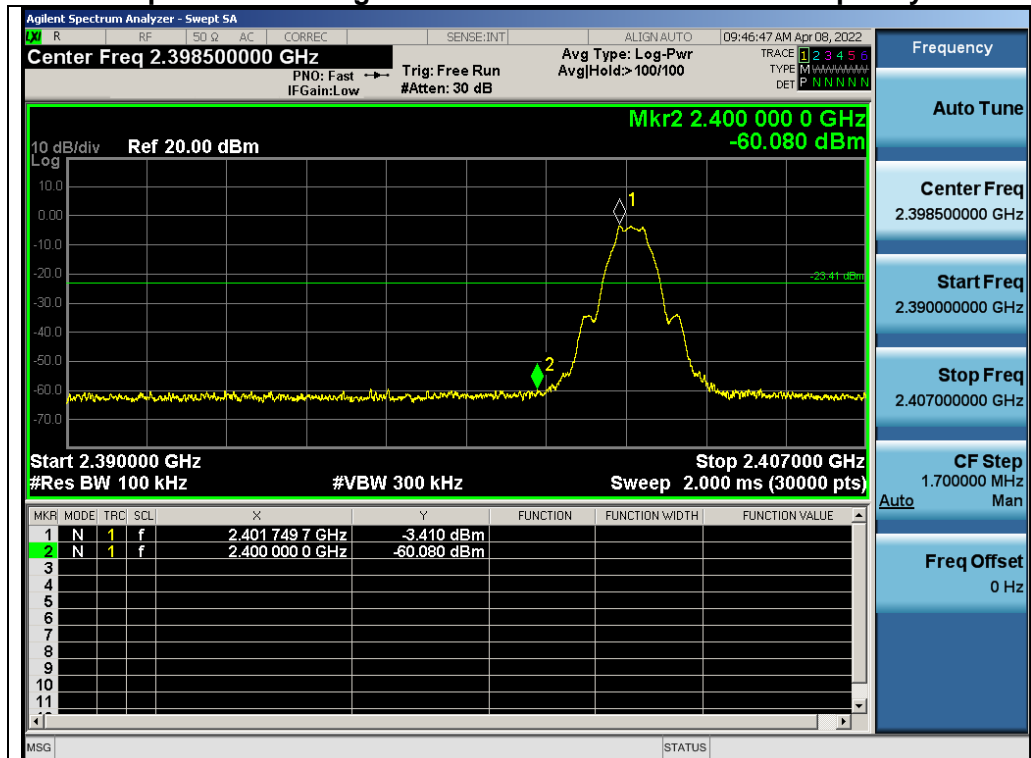 Agilent Spectrum Analyzer - Swept SA
LXI R RF 50 Ω AC CORREC SENSE:INT ALIGN AUTO 09:46:47 AM Apr 08, 2022
Center Freq 2.398500000 GHz
PNO: Fast
IFGain:Low
Trig: Free Run
#Atten: 30 dB
Avg Type: Log-Pwr
Avg|Hold:>100/100
TRACE 1 2 3 4 5 6
TYPE M
DET P N N N N N
Mkr2 2.400 000 0 GHz
-60.080 dBm
10 dB/div Ref 20.00 dBm
Log
10.0
0.00
-10.0
-20.0
-30.0
-40.0
-50.0
-60.0
-70.0
1
-23.41 dBm
2
Start 2.390000 GHz Stop 2.407000 GHz
#Res BW 100 kHz #VBW 300 kHz Sweep 2.000 ms (30000 pts)
MKR MODE TRC SCL X Y FUNCTION FUNCTION WIDTH FUNCTION VALUE
1 N 1 f 2.401 749 7 GHz -3.410 dBm
2 N 1 f 2.400 000 0 GHz -60.080 dBm
3
4
5
6
7
8
9
10
11
MSG STATUS
Frequency
Auto Tune
Center Freq
2.398500000 GHz
Start Freq
2.390000000 GHz
Stop Freq
2.407000000 GHz
CF Step
1.700000 MHz
Auto Man
Freq Offset
0 Hz